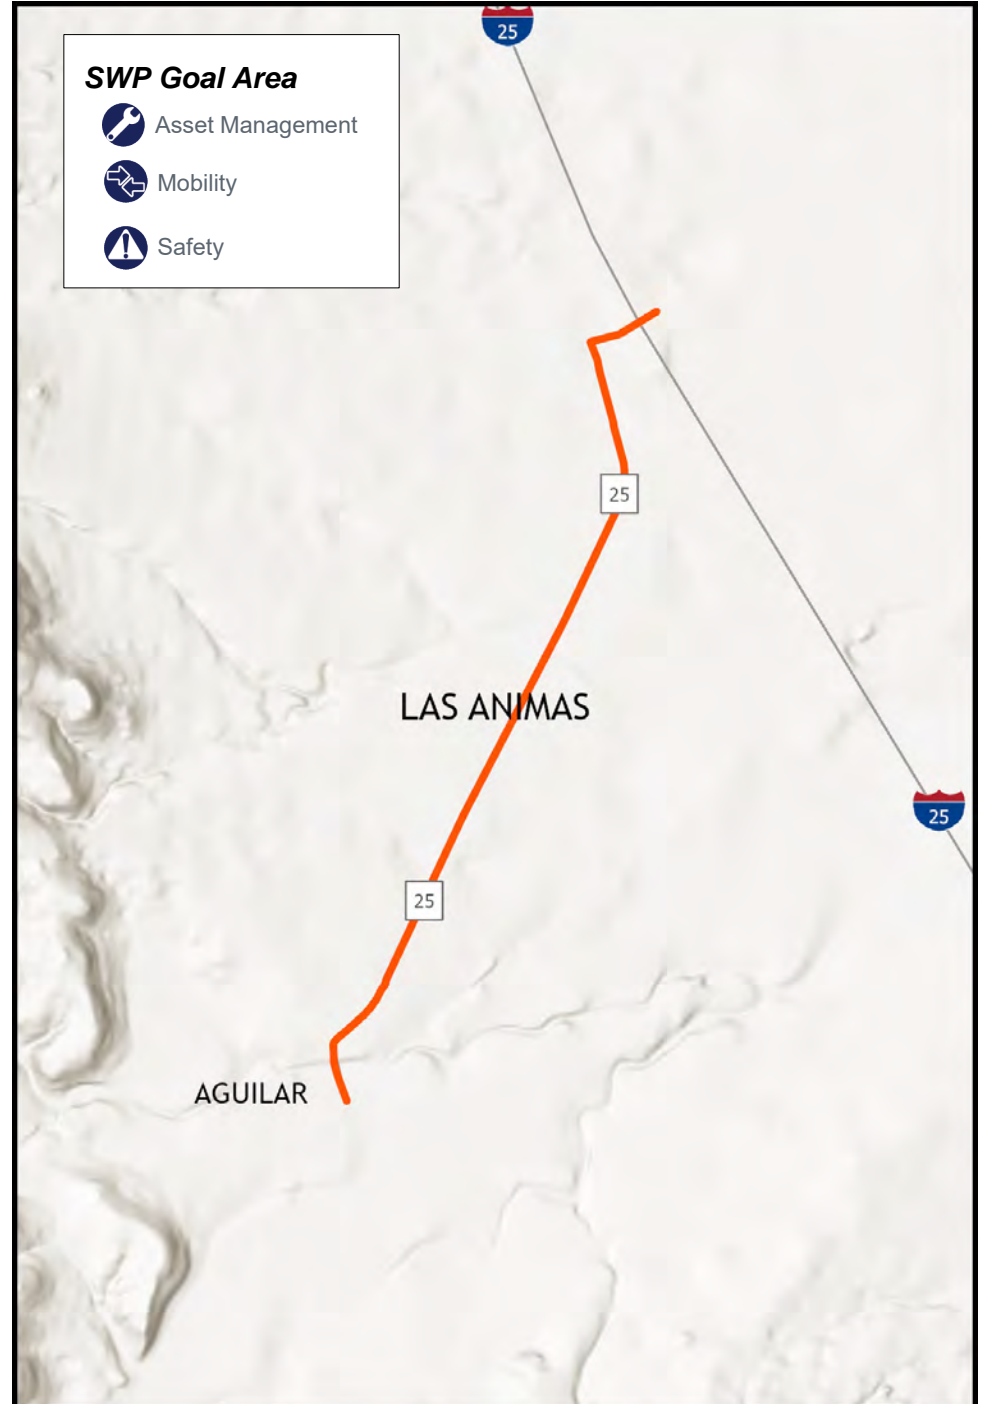 25
SWP Goal Area
Asset Management
Mobility
Safety
25
LAS ANIMAS
25
25
AGUILAR